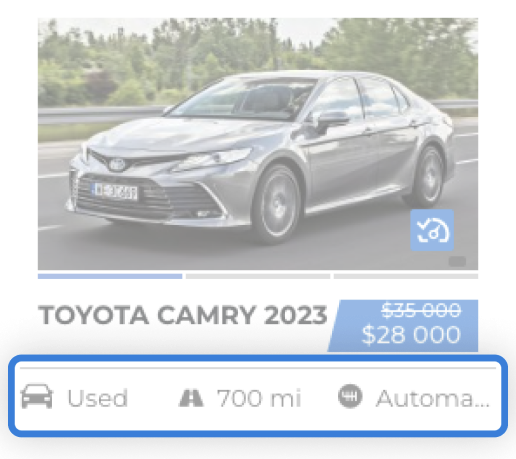 TOYOTA CAMRY 2023
$35 000
$28 000
Used
700 mi
Automa...